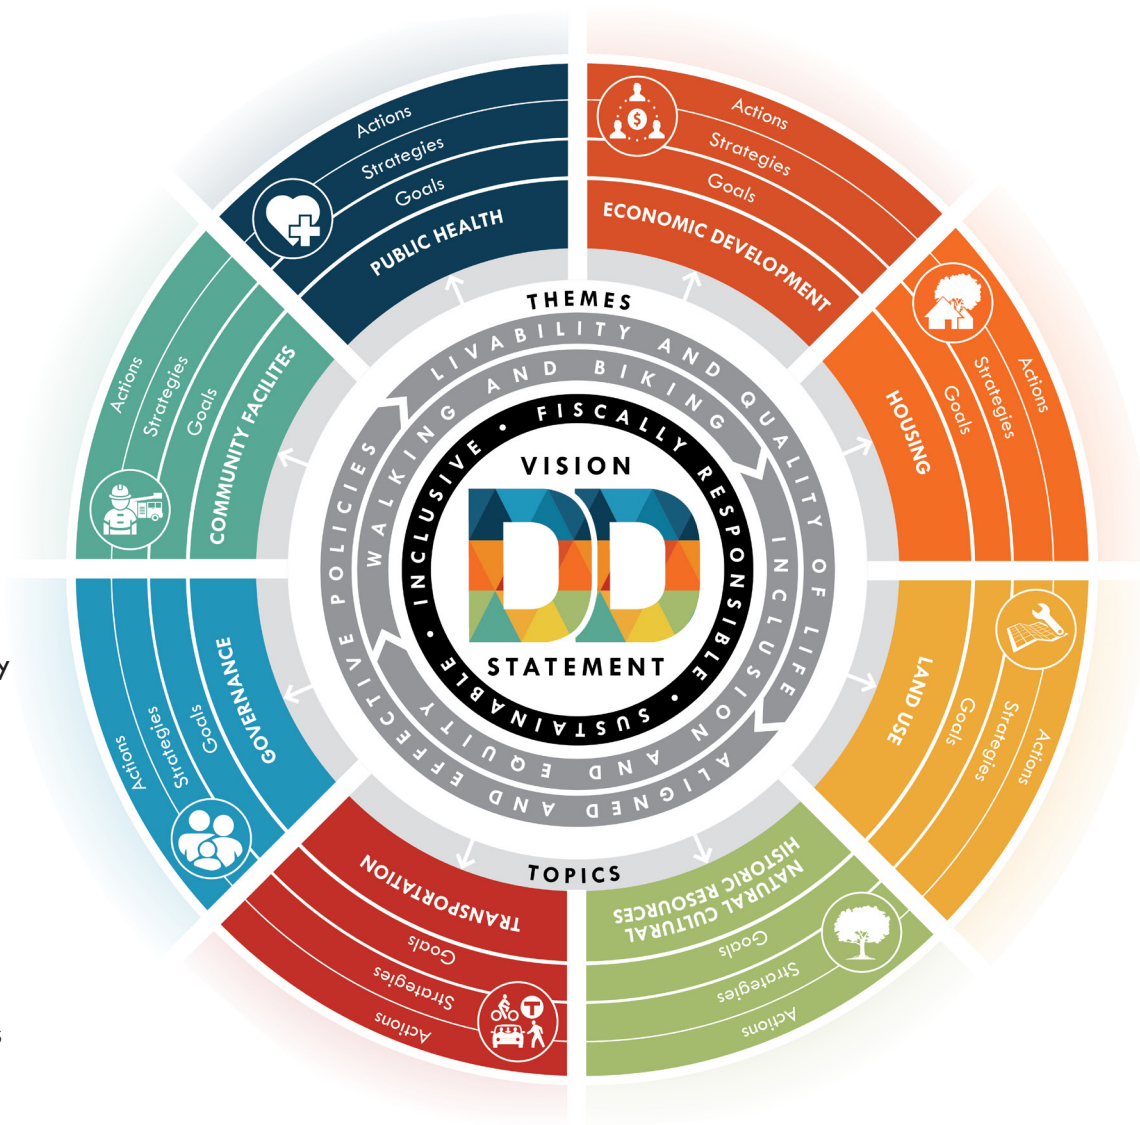 THEMES
LIVABILITY AND QUALITY OF LIFE
ALIGNED AND EFFECTIVE POLICIES
WALKING AND BIKING
INCLUSION AND EQUITY
FISCALLY RESPONSIBLE • SUSTAINABLE • INCLUSIVE •
VISION
DD
STATEMENT
TOPICS
ECONOMIC DEVELOPMENT
Goals
Strategies
Actions
HOUSING
Goals
Strategies
Actions
LAND USE
Goals
Strategies
Actions
NATURAL CULTURAL
HISTORIC RESOURCES
Goals
Strategies
Actions
TRANSPORTATION
Goals
Strategies
Actions
T
GOVERNANCE
Goals
Strategies
Actions
COMMUNITY FACILITES
Goals
Strategies
Actions
PUBLIC HEALTH
Goals
Strategies
Actions
$
y
s